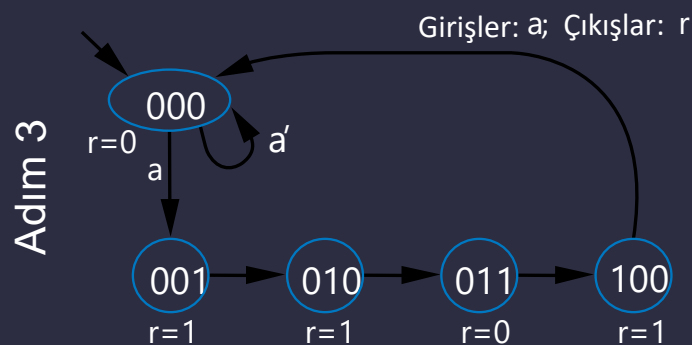 Girişler: a; Çıkışlar: r
Adım 3
000
r=0
a
a'
001
010
011
100
r=1
r=1
r=0
r=1